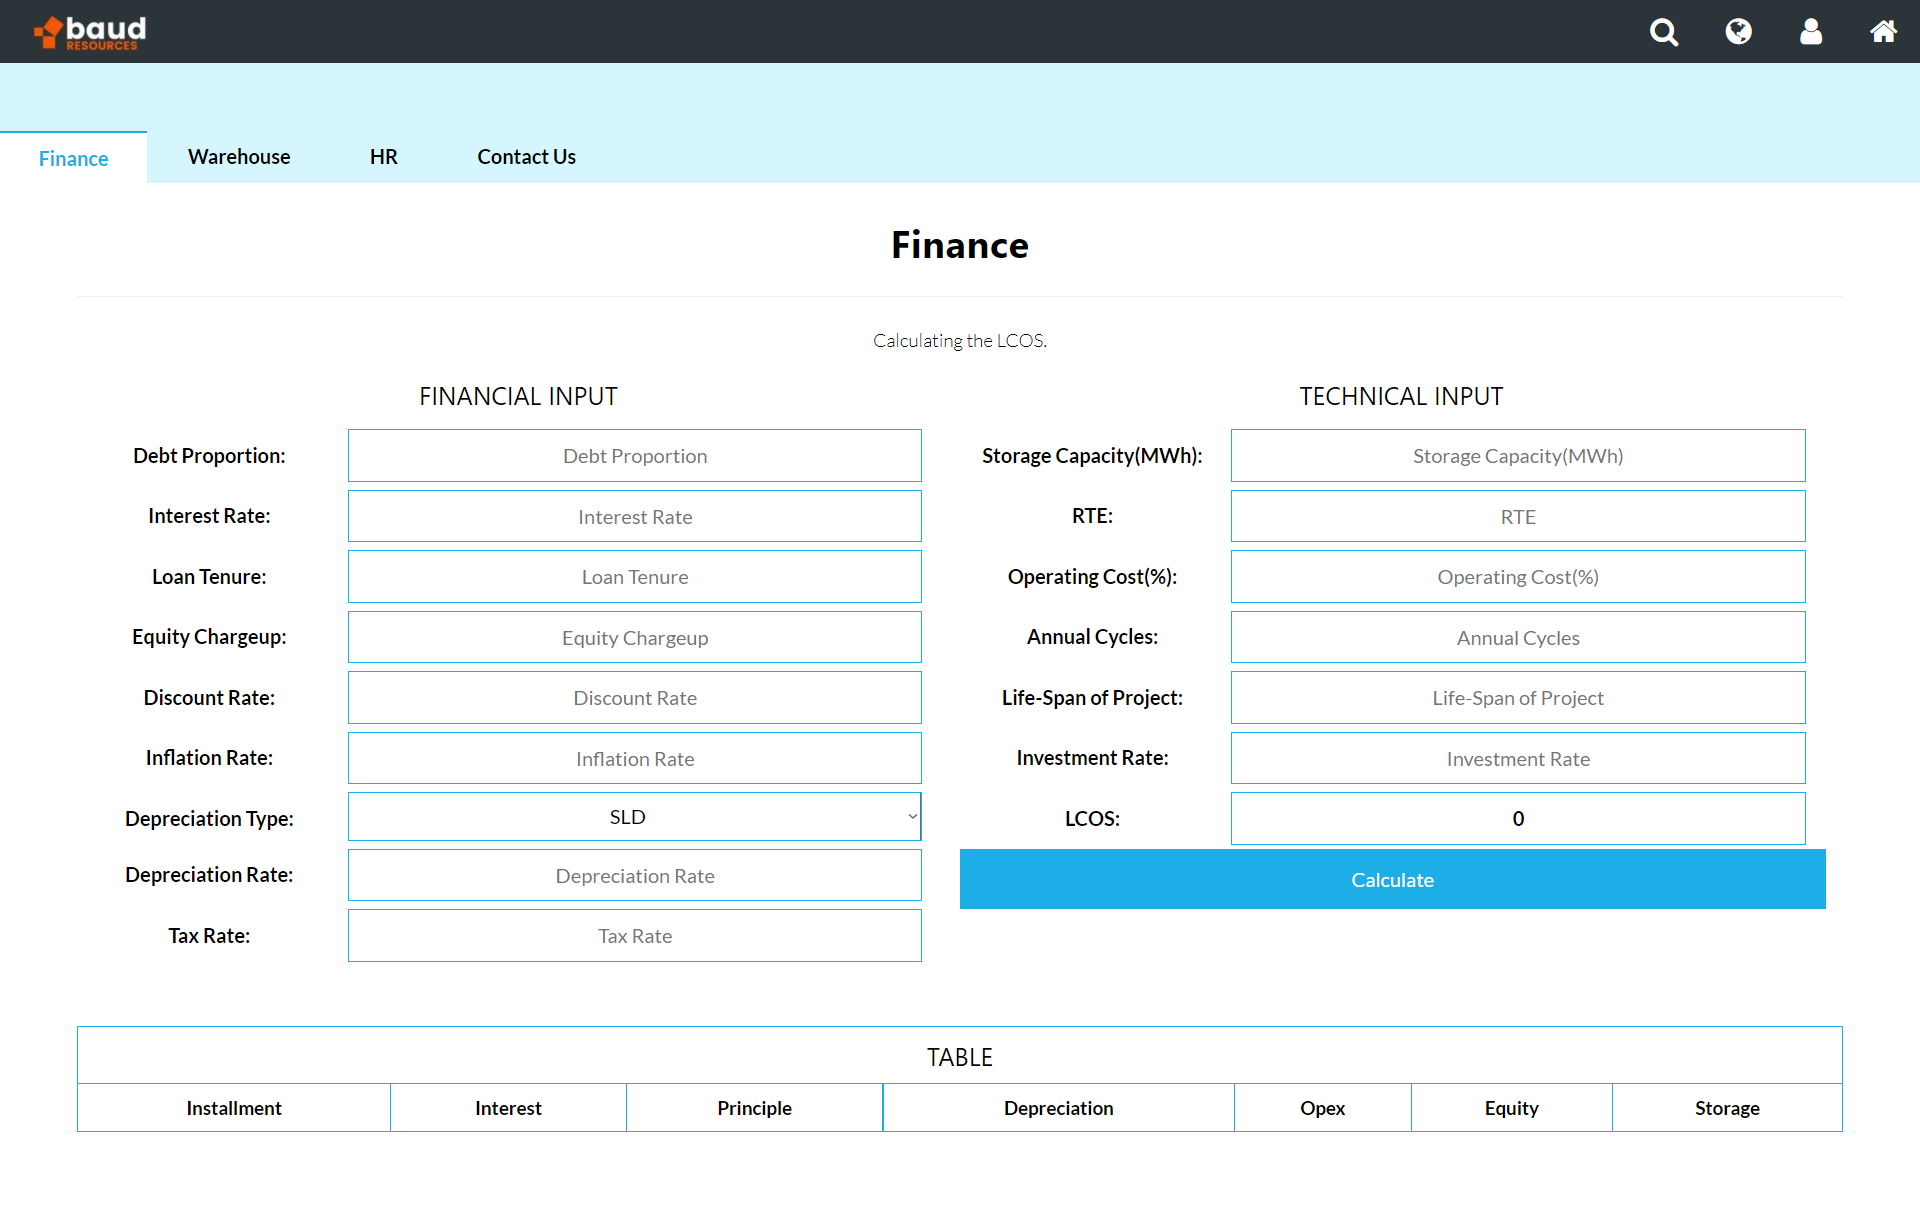 baud
RESOURCES
Finance
Warehouse
HR
Contact Us
Finance
Calculating the LCOS.
FINANCIAL INPUT
Debt Proportion:
Debt Proportion
Interest Rate:
Interest Rate
Loan Tenure:
Loan Tenure
Equity Chargeup:
Equity Chargeup
Discount Rate:
Discount Rate
Inflation Rate:
Inflation Rate
Depreciation Type:
SLD
Depreciation Rate:
Depreciation Rate
Tax Rate:
Tax Rate
TECHNICAL INPUT
Storage Capacity(MWh):
Storage Capacity(MWh)
RTE:
RTE
Operating Cost(%):
Operating Cost(%)
Annual Cycles:
Annual Cycles
Life-Span of Project:
Life-Span of Project
Investment Rate:
Investment Rate
LCOS:
0
Calculate
TABLE
Installment
Interest
Principle
Depreciation
Opex
Equity
Storage